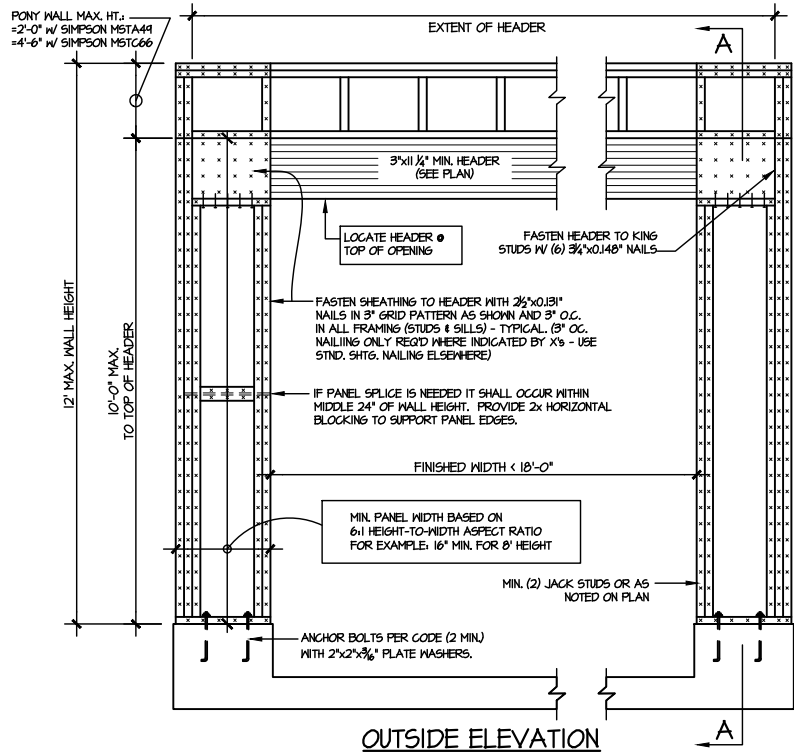 PONY WALL MAX. HT.:
=2'-0" W/ SIMPSON MSTA49
=4'-6" W/ SIMPSON MSTC66
EXTENT OF HEADER
A
3"x11 1/4" MIN. HEADER
(SEE PLAN)
LOCATE HEADER @
TOP OF OPENING
FASTEN HEADER TO KING
STUDS W/ (6) 3/4"x0.148" NAILS
FASTEN SHEATHING TO HEADER WITH 2½"x0.131"
NAILS IN 3" GRID PATTERN AS SHOWN AND 3" O.C.
IN ALL FRAMING (STUDS & SILLS) - TYPICAL. (3" OC.
NAILIING ONLY REQ'D WHERE INDICATED BY X's - USE
STND. SHTG. NAILING ELSEWHERE)
12' MAX. WALL HEIGHT
10'-0" MAX.
TO TOP OF HEADER
IF PANEL SPLICE IS NEEDED IT SHALL OCCUR WITHIN
MIDDLE 24" OF WALL HEIGHT. PROVIDE 2x HORIZONTAL
BLOCKING TO SUPPORT PANEL EDGES.
FINISHED WIDTH < 18'-0"
MIN. PANEL WIDTH BASED ON
6:1 HEIGHT-TO-WIDTH ASPECT RATIO
FOR EXAMPLE: 16" MIN. FOR 8' HEIGHT
MIN. (2) JACK STUDS OR AS
NOTED ON PLAN
ANCHOR BOLTS PER CODE (2 MIN.)
WITH 2"x2"x3/16" PLATE WASHERS.
OUTSIDE ELEVATION
A